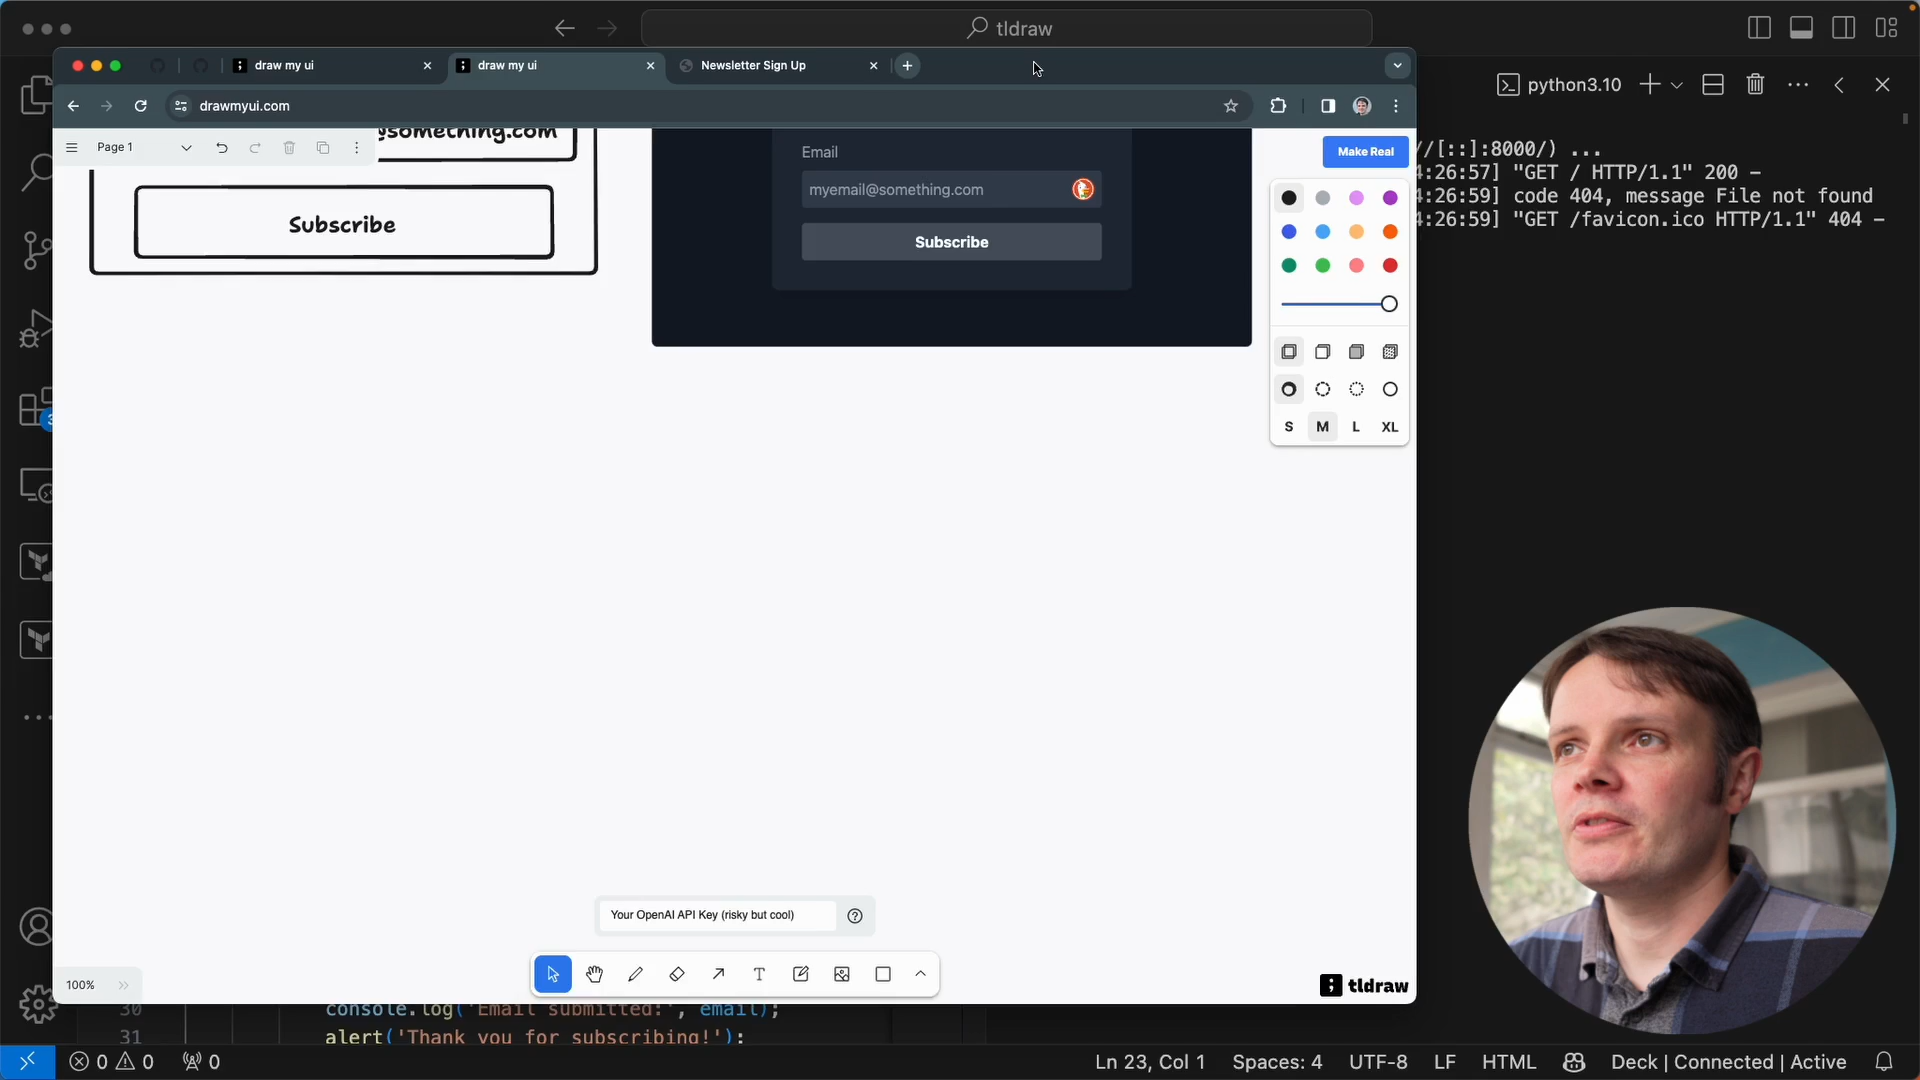 tldraw
draw my ui
draw my ui
Newsletter Sign Up
drawmyui.com
python3.10
Page 1
@something.com
Subscribe
Email
myemail@something.com
Subscribe
Make Real
S M L XL
//[::]:8000/) ...
4:26:57] "GET / HTTP/1.1" 200 -
4:26:59] code 404, message File not found
4:26:59] "GET /favicon.ico HTTP/1.1" 404 -
Your OpenAI API Key (risky but cool)
100%
tldraw
30 console.log('Email submitted:', email);
31 alert('Thank you for subscribing!');
0 0 0
Ln 23, Col 1 Spaces: 4 UTF-8 LF HTML Deck | Connected | Active